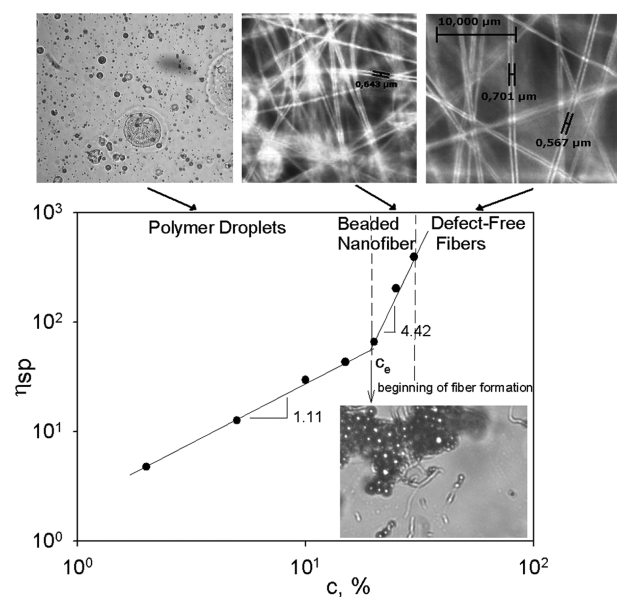 10,000 µm
0,643 µm
0,701 µm
0,567 µm
10³
Polymer Droplets
Beaded
Nanofiber
Defect-Free
Fibers
10²
4.42
ηsp
cₑ
beginning of fiber formation
1.11
10¹
10⁰
10⁰
10¹
10²
c, %